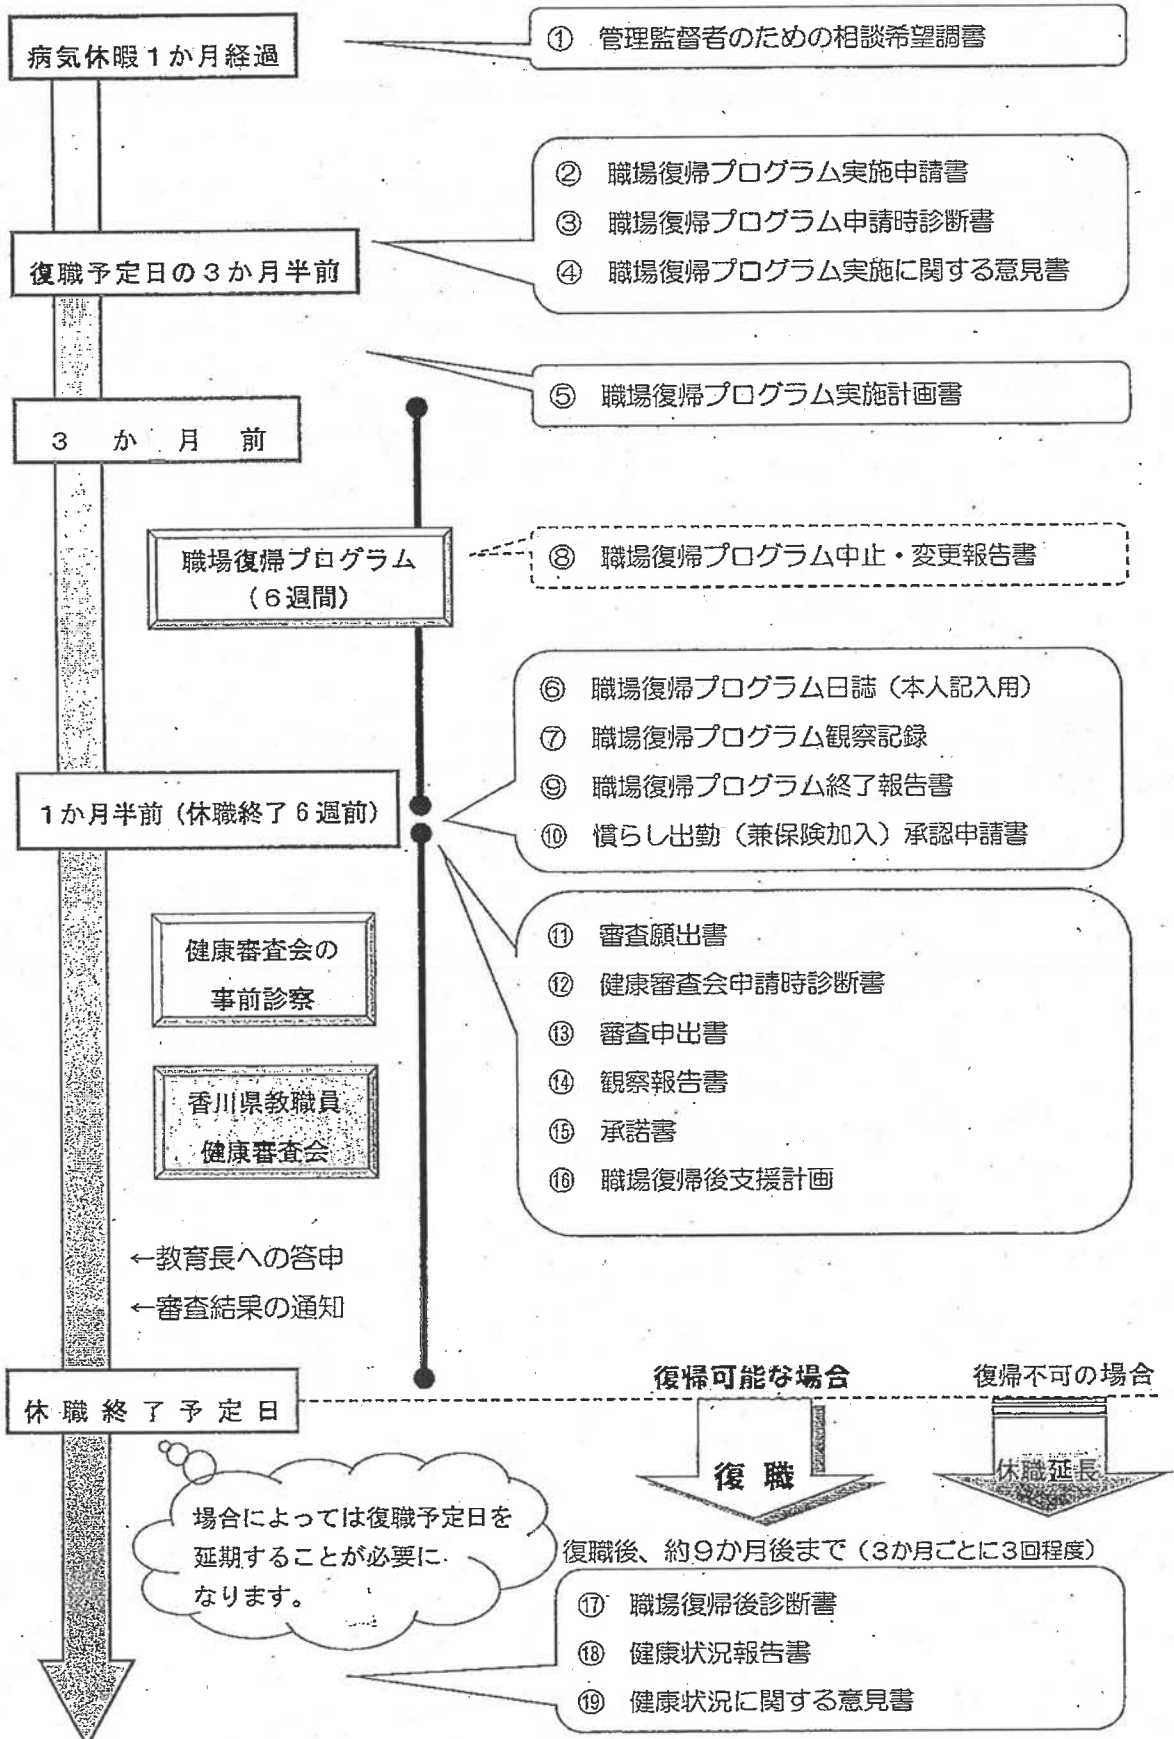 病気休暇１か月経過
① 管理監督者のための相談希望調書
② 職場復帰プログラム実施申請書
③ 職場復帰プログラム申請時診断書
④ 職場復帰プログラム実施に関する意見書
復職予定日の３か月半前
⑤ 職場復帰プログラム実施計画書
３か月前
職場復帰プログラム
（６週間）
⑧ 職場復帰プログラム中止・変更報告書
⑥ 職場復帰プログラム日誌（本人記入用）
⑦ 職場復帰プログラム観察記録
⑨ 職場復帰プログラム終了報告書
⑩ 慣らし出勤（兼保険加入）承認申請書
１か月半前（休職終了６週前）
⑪ 審査願出書
⑫ 健康審査会申請時診断書
⑬ 審査申出書
⑭ 観察報告書
⑮ 承諾書
⑯ 職場復帰後支援計画
健康審査会の
事前診察
香川県教職員
健康審査会
←教育長への答申
←審査結果の通知
休職終了予定日
復帰可能な場合
復帰不可の場合
復職
休職延長
場合によっては復職予定日を
延期することが必要に
なります。
復職後、約９か月後まで（３か月ごとに３回程度）
⑰ 職場復帰後診断書
⑱ 健康状況報告書
⑲ 健康状況に関する意見書